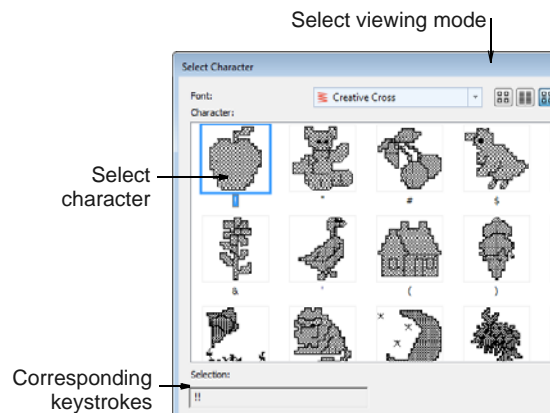 Select viewing mode
Select Character
Font:
Creative Cross
Character:
Select
character
! " # $
& ' ( )
Corresponding
keystrokes
Selection:
!!